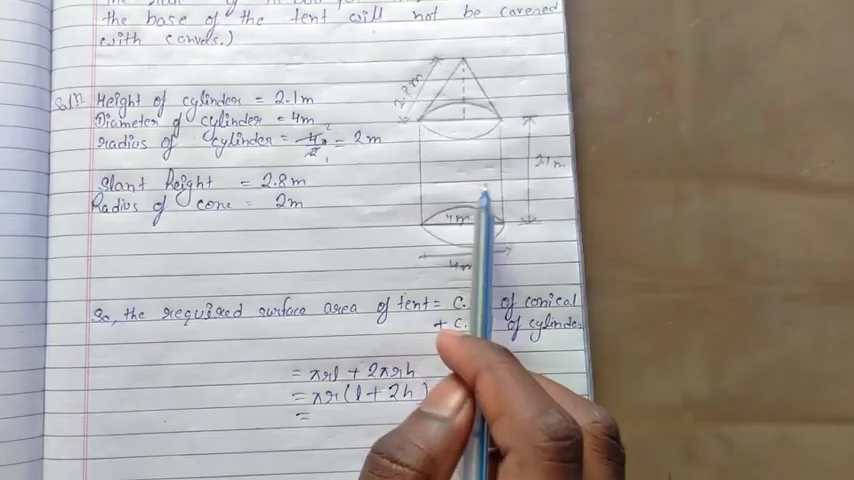 the base of the tent will not be covered
with canvas.)
Solⁿ Height of cylinder = 2.1m
Diameter of cylinder = 4m
radius of cylinder = 4/2 = 2m
Slant height = 2.8m
Radius of cone = 2m
2.8m
2.1m
4m
4m
So, the required surface area of tent = C. of conical
+ C. of cylinder
= πrl + 2πrh
= πr(l + 2h)
=